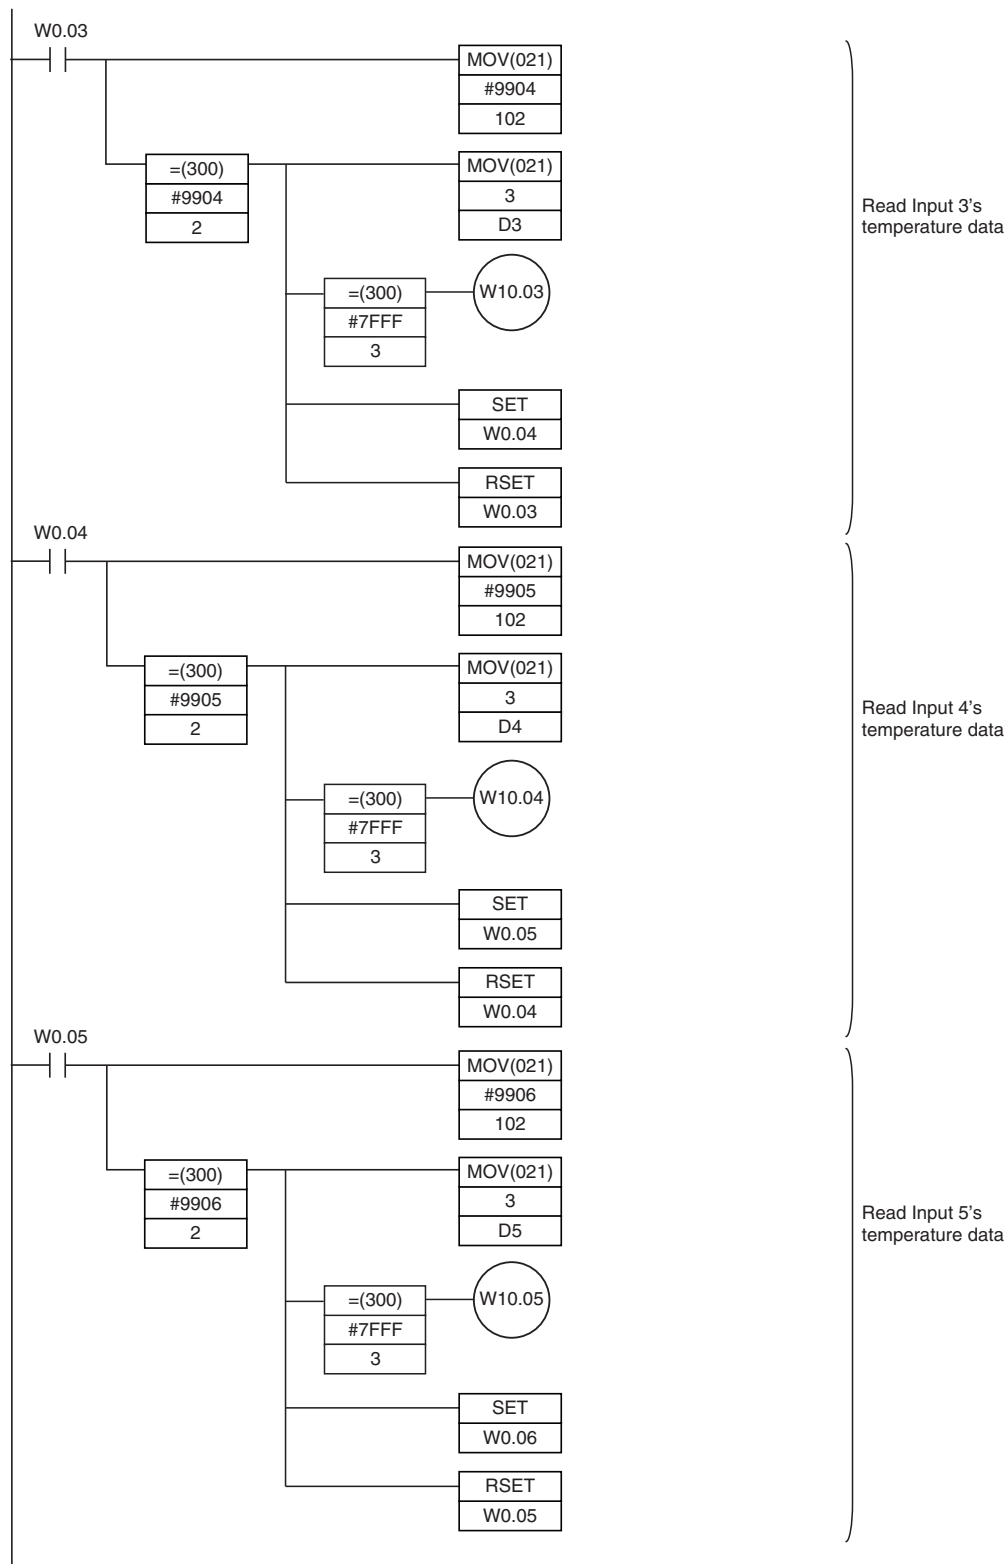 W0.03
MOV(021)
#9904
102
=(300)
#9904
2
MOV(021)
3
D3
=(300)
#7FFF
3
W10.03
SET
W0.04
RSET
W0.03
Read Input 3's
temperature data
W0.04
MOV(021)
#9905
102
=(300)
#9905
2
MOV(021)
3
D4
=(300)
#7FFF
3
W10.04
SET
W0.05
RSET
W0.04
Read Input 4's
temperature data
W0.05
MOV(021)
#9906
102
=(300)
#9906
2
MOV(021)
3
D5
=(300)
#7FFF
3
W10.05
SET
W0.06
RSET
W0.05
Read Input 5's
temperature data